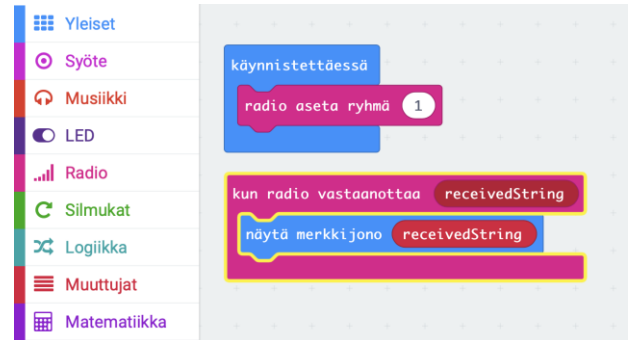 Yleiset
Syöte
Musiikki
LED
Radio
Silmukat
Logiikka
Muuttujat
Matematiikka
käynnistettäessä
radio aseta ryhmä 1
kun radio vastaanottaa receivedString
näytä merkkijono receivedString